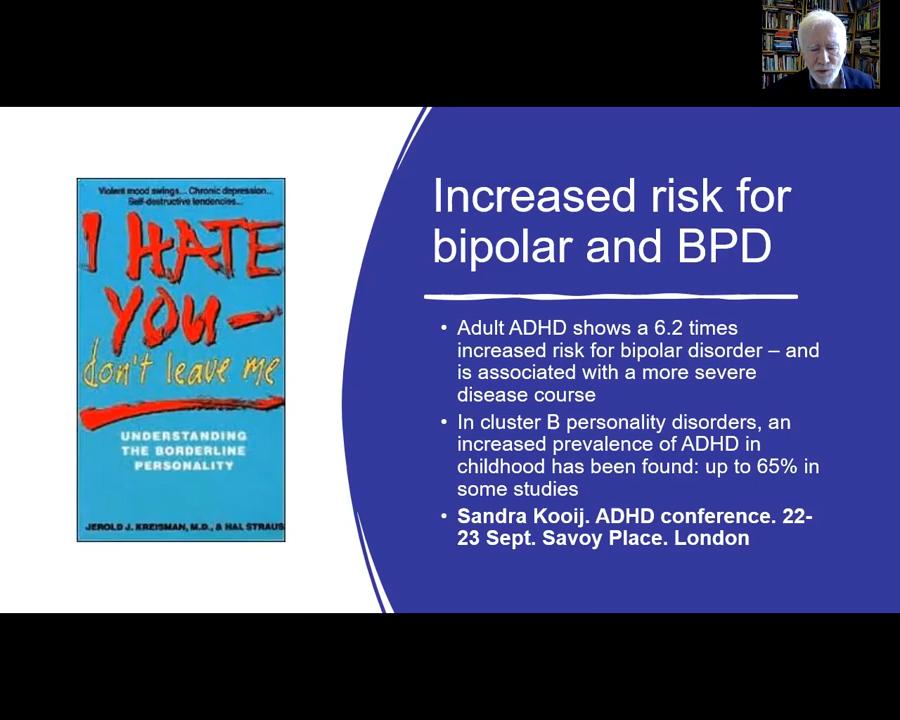 Violent mood swings... Chronic depression...
Self-destructive tendencies...
I HATE
YOU-
don't leave me
UNDERSTANDING
THE BORDERLINE
PERSONALITY
JEROLD J. KREISMAN, M.D., & HAL STRAUS
Increased risk for
bipolar and BPD
• Adult ADHD shows a 6.2 times
increased risk for bipolar disorder – and
is associated with a more severe
disease course
• In cluster B personality disorders, an
increased prevalence of ADHD in
childhood has been found: up to 65% in
some studies
• Sandra Kooij. ADHD conference. 22-
23 Sept. Savoy Place. London